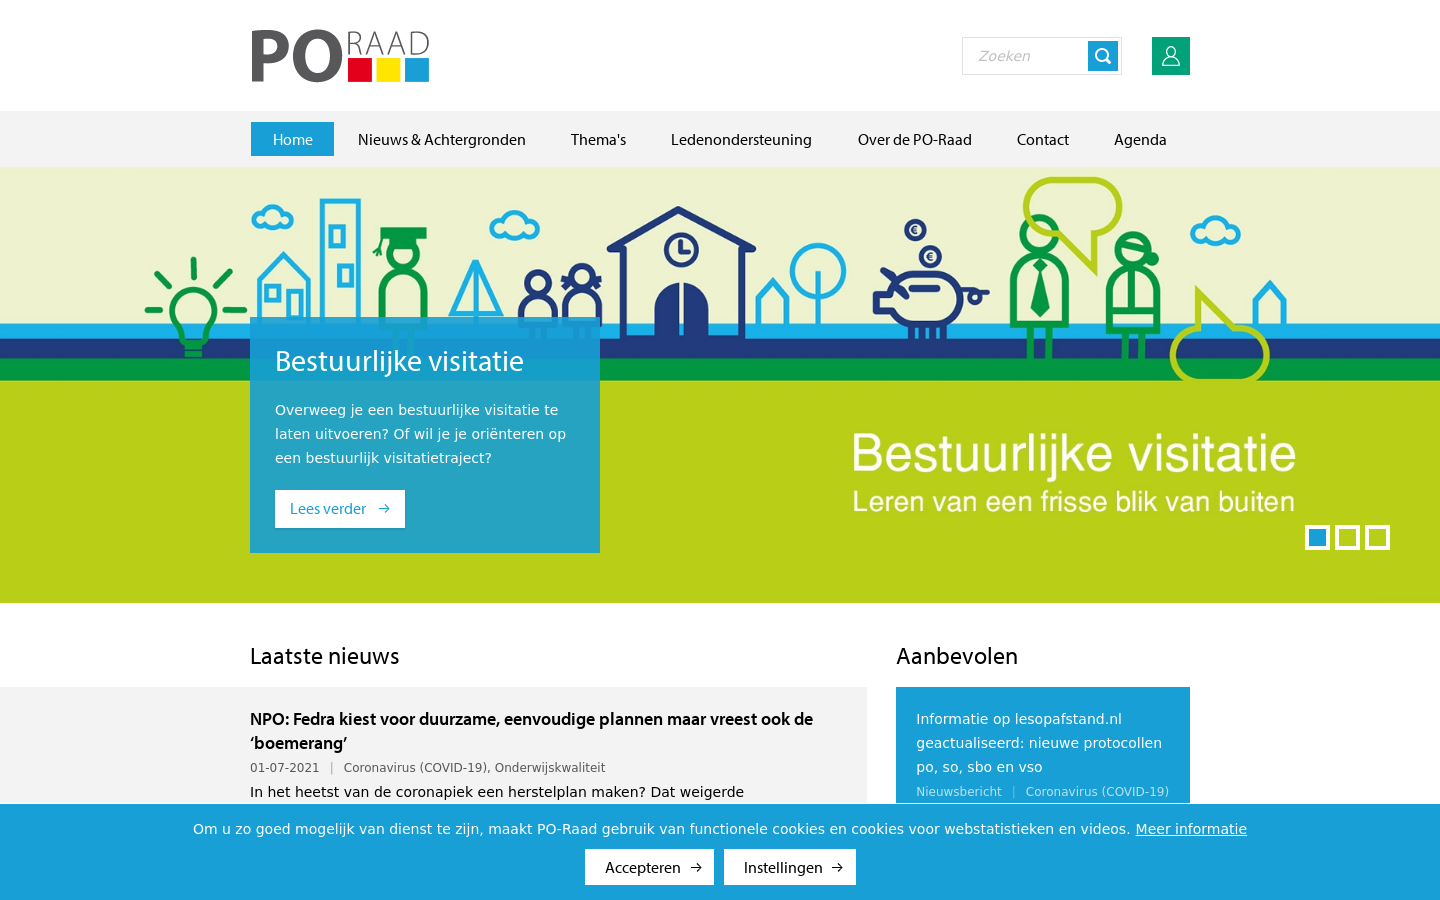 PO RAAD
Zoeken
Home
Nieuws & Achtergronden
Thema's
Ledenondersteuning
Over de PO-Raad
Contact
Agenda
€
€
Bestuurlijke visitatie
Overweeg je een bestuurlijke visitatie te
laten uitvoeren? Of wil je je oriënteren op
een bestuurlijk visitatietraject?
Lees verder
Bestuurlijke visitatie
Leren van een frisse blik van buiten
Laatste nieuws
NPO: Fedra kiest voor duurzame, eenvoudige plannen maar vreest ook de
‘boemerang’
01-07-2021 | Coronavirus (COVID-19), Onderwijskwaliteit
In het heetst van de coronapiek een herstelplan maken? Dat weigerde
Aanbevolen
Informatie op lesopafstand.nl
geactualiseerd: nieuwe protocollen
po, so, sbo en vso
Nieuwsbericht | Coronavirus (COVID-19)
Om u zo goed mogelijk van dienst te zijn, maakt PO-Raad gebruik van functionele cookies en cookies voor webstatistieken en videos. Meer informatie
Accepteren
Instellingen